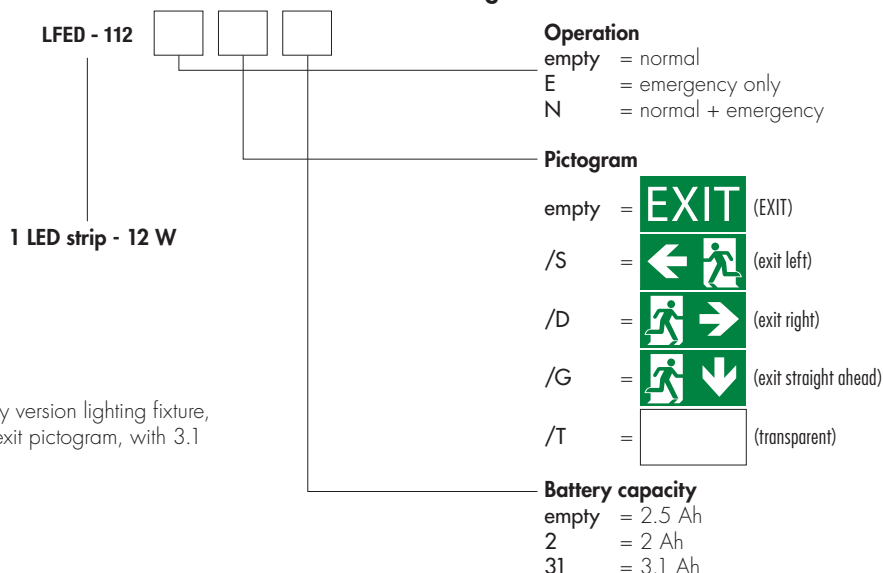 LFED - 112
Operation
empty = normal
E = emergency only
N = normal + emergency
Pictogram
empty = EXIT (EXIT)
1 LED strip - 12 W
/S = (exit left)
/D = (exit right)
/G = (exit straight ahead)
y version lighting fixture,
exit pictogram, with 3.1
/T = (transparent)
Battery capacity
empty = 2.5 Ah
2 = 2 Ah
31 = 3.1 Ah